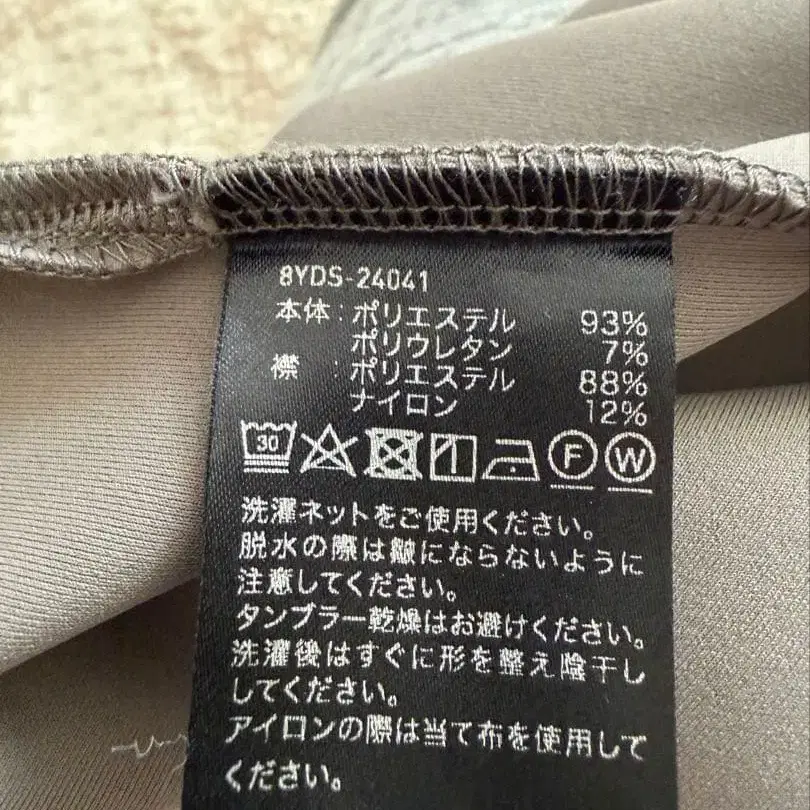 8YDS-24041
本体:ポリエステル 93%
ポリウレタン 7%
襟 :ポリエステル 88%
ナイロン 12%
30 F W
洗濯ネットをご使用ください。
脱水の際は皺にならないように
注意してください。
タンブラー乾燥はお避けください。
洗濯後はすぐに形を整え陰干し
してください。
アイロンの際は当て布を使用して
ください。